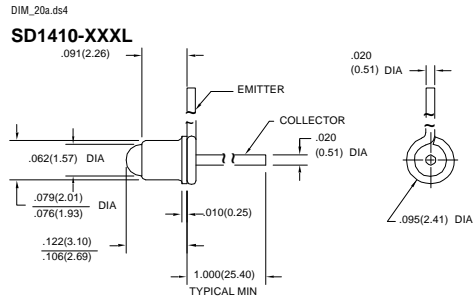 DIM_20a.ds4
SD1410-XXXL
.091(2.26)
.020
(0.51) DIA
EMITTER
COLLECTOR
.020
(0.51) DIA
.062(1.57) DIA
.079(2.01)
.076(1.93) DIA
.010(0.25)
.095(2.41) DIA
.122(3.10)
.106(2.69)
1.000(25.40)
TYPICAL MIN